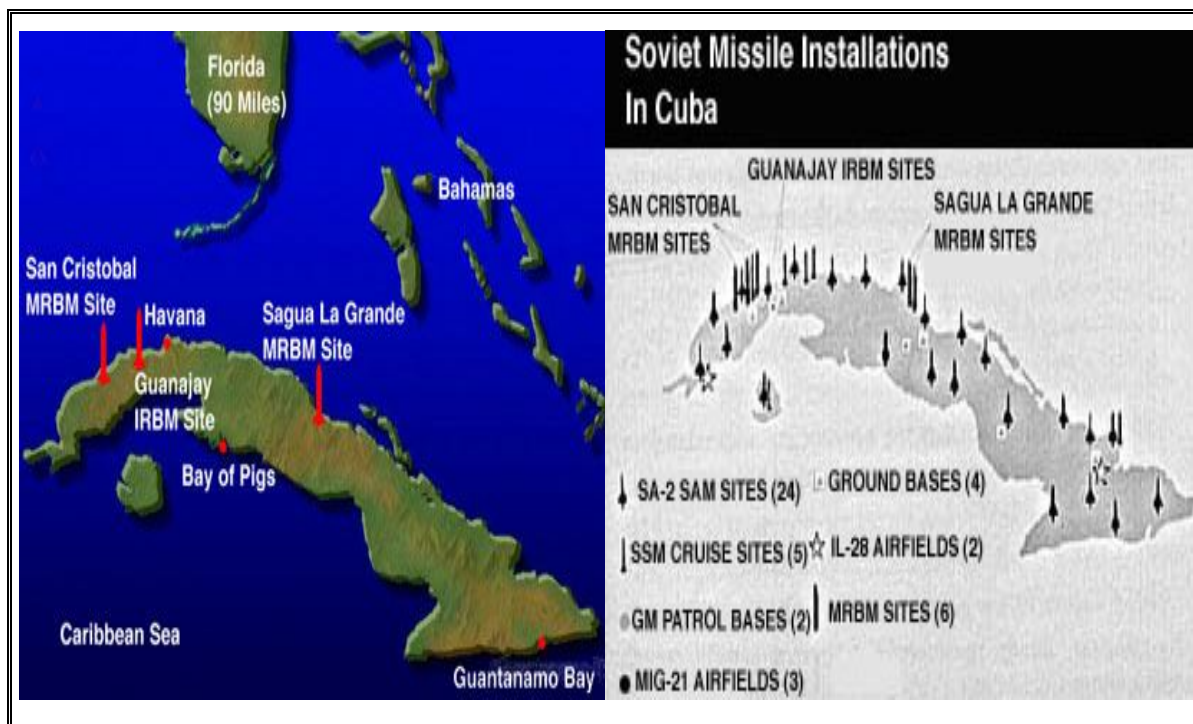 Florida
(90 Miles)
Bahamas
San Cristobal
MRBM Site
Havana
Sagua La Grande
MRBM Site
Guanajay
IRBM Site
Bay of Pigs
Caribbean Sea
Guantanamo Bay
Soviet Missile Installations
In Cuba
GUANAJAY IRBM SITES
SAN CRISTOBAL
MRBM SITES
SAGUA LA GRANDE
MRBM SITES
SA-2 SAM SITES (24)
GROUND BASES (4)
SSM CRUISE SITES (5)
IL-28 AIRFIELDS (2)
GM PATROL BASES (2)
MRBM SITES (6)
MIG-21 AIRFIELDS (3)